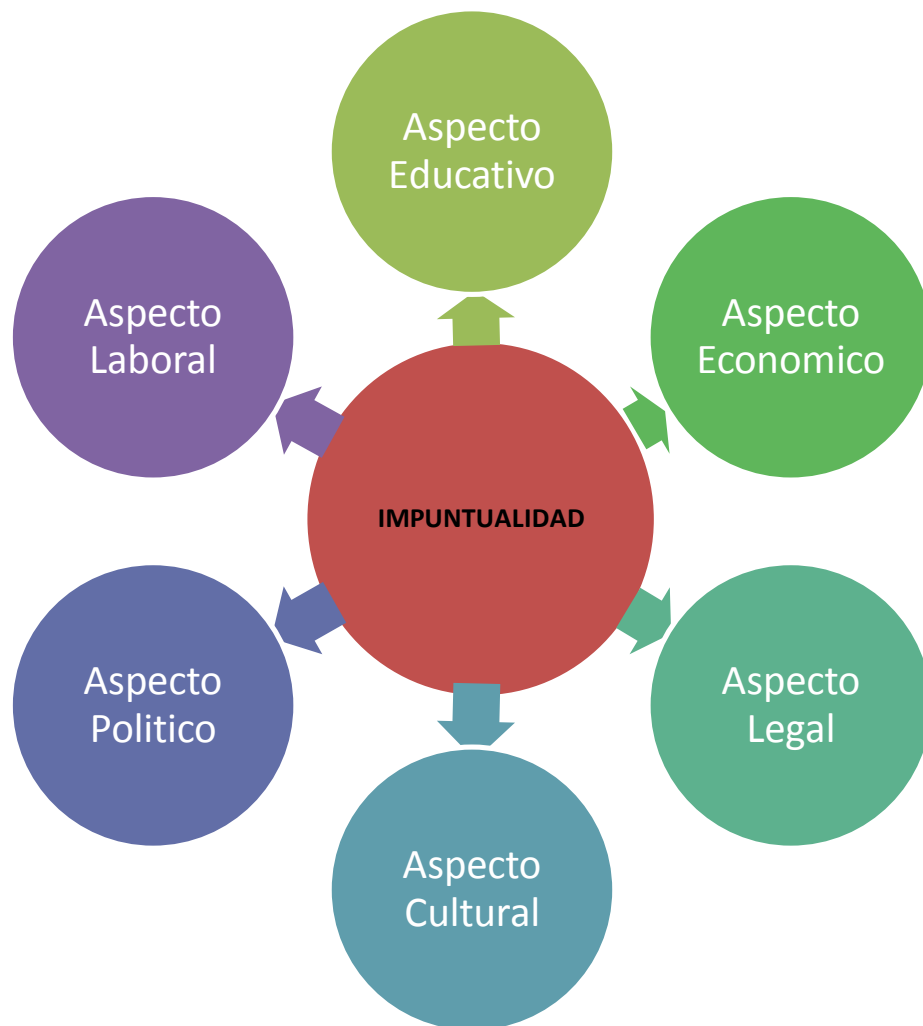 Aspecto
Educativo
Aspecto
Economico
Aspecto
Legal
Aspecto
Cultural
Aspecto
Politico
Aspecto
Laboral
IMPUNTUALIDAD